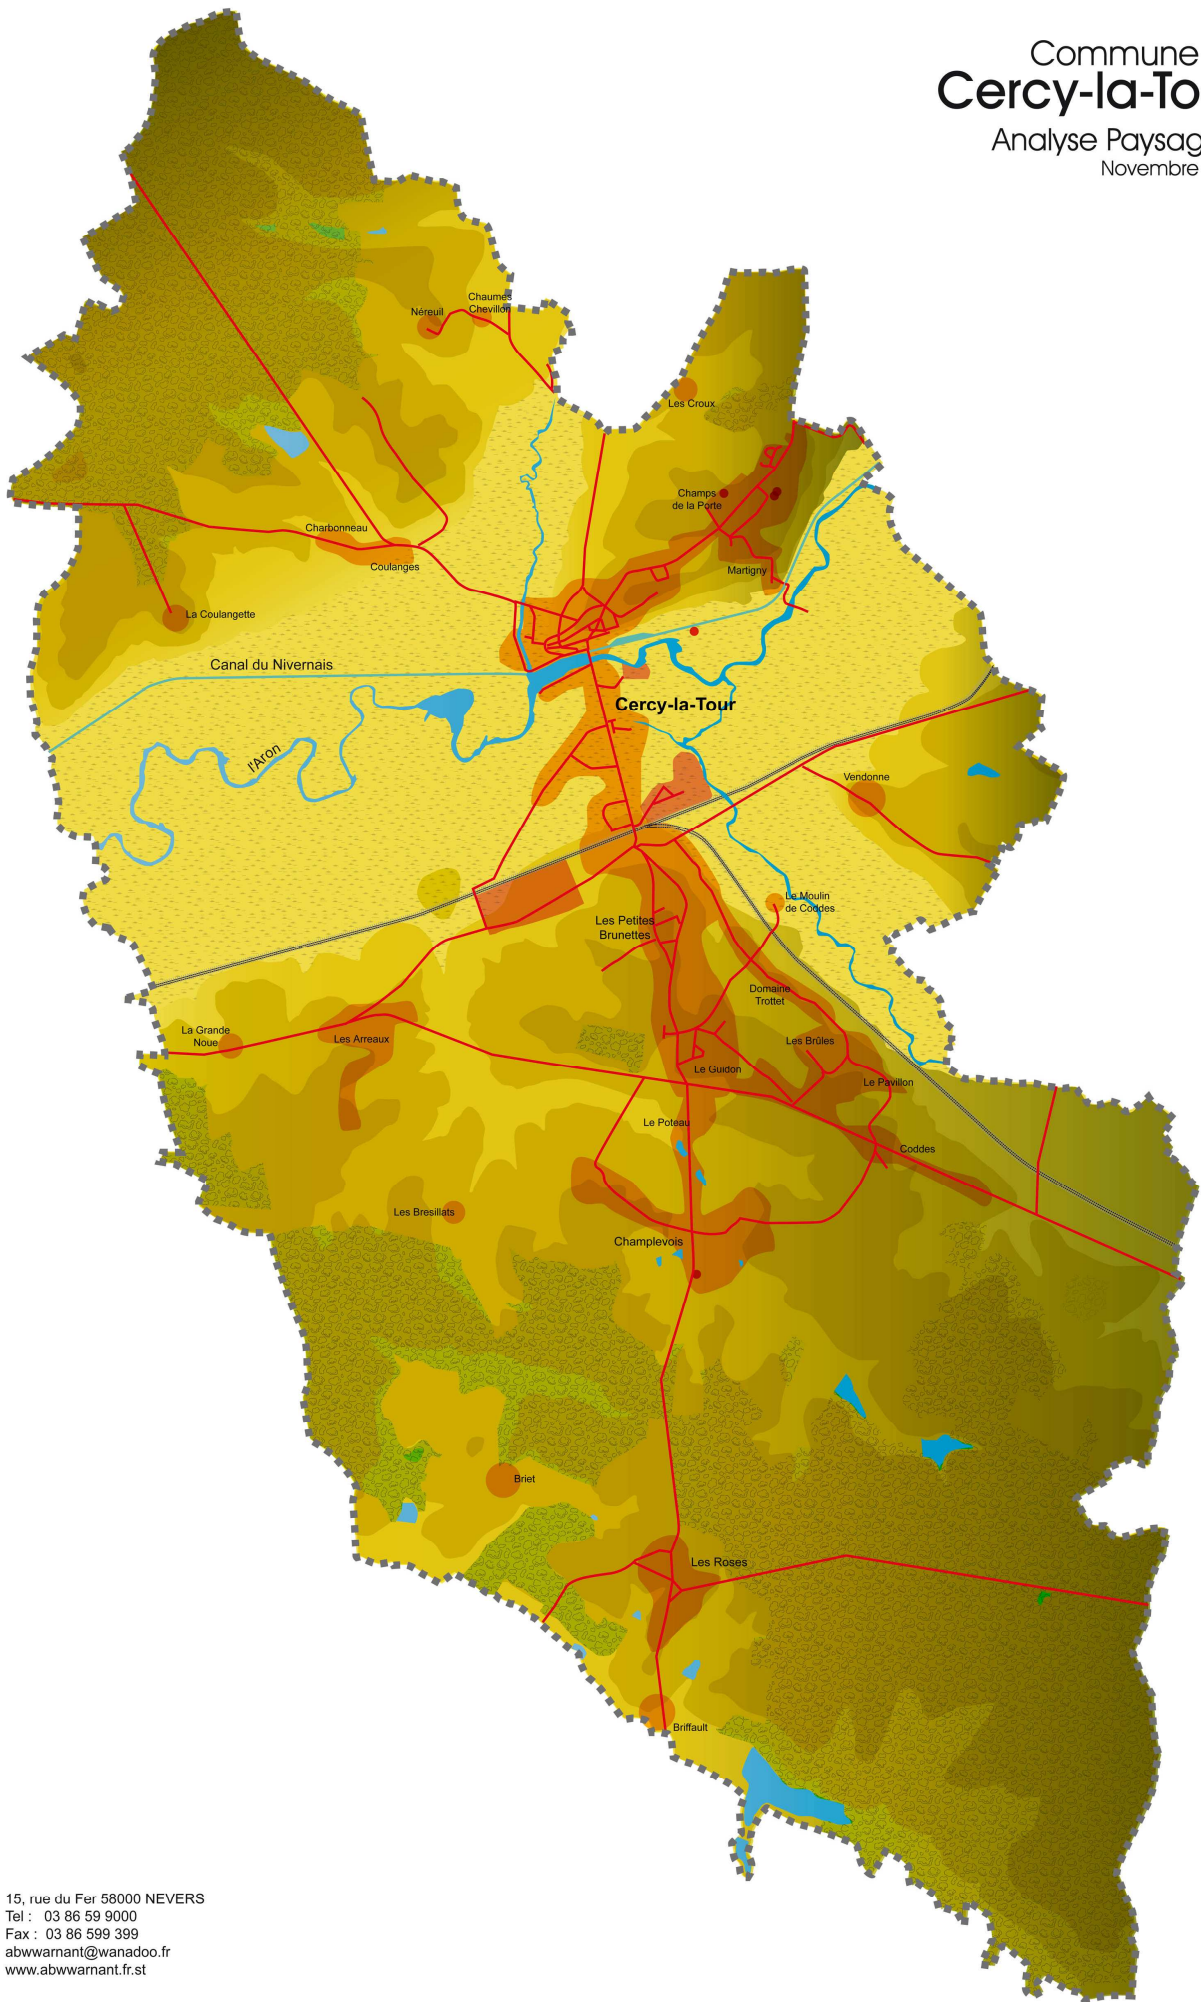 Commune
Cercy-la-To
Analyse Paysag
Novembre
Chaumes
Chevillon
Néreuil
Les Croux
Champs
de la Porte
Charbonneau
Coulanges
Martigny
La Coulangette
Canal du Nivernais
Cercy-la-Tour
l'Aron
Vendonne
Le Moulin
de Coddes
Les Petites
Brunettes
Domaine
Trottet
La Grande
Noue
Les Arreaux
Les Brûles
Le Guidon
Le Pavillon
Le Poteau
Coddes
Les Bresillats
Champlevois
Briet
Les Roses
Briffault
15, rue du Fer 58000 NEVERS
Tel : 03 86 59 9000
Fax : 03 86 599 399
abwwarnant@wanadoo.fr
www.abwwarnant.fr.st